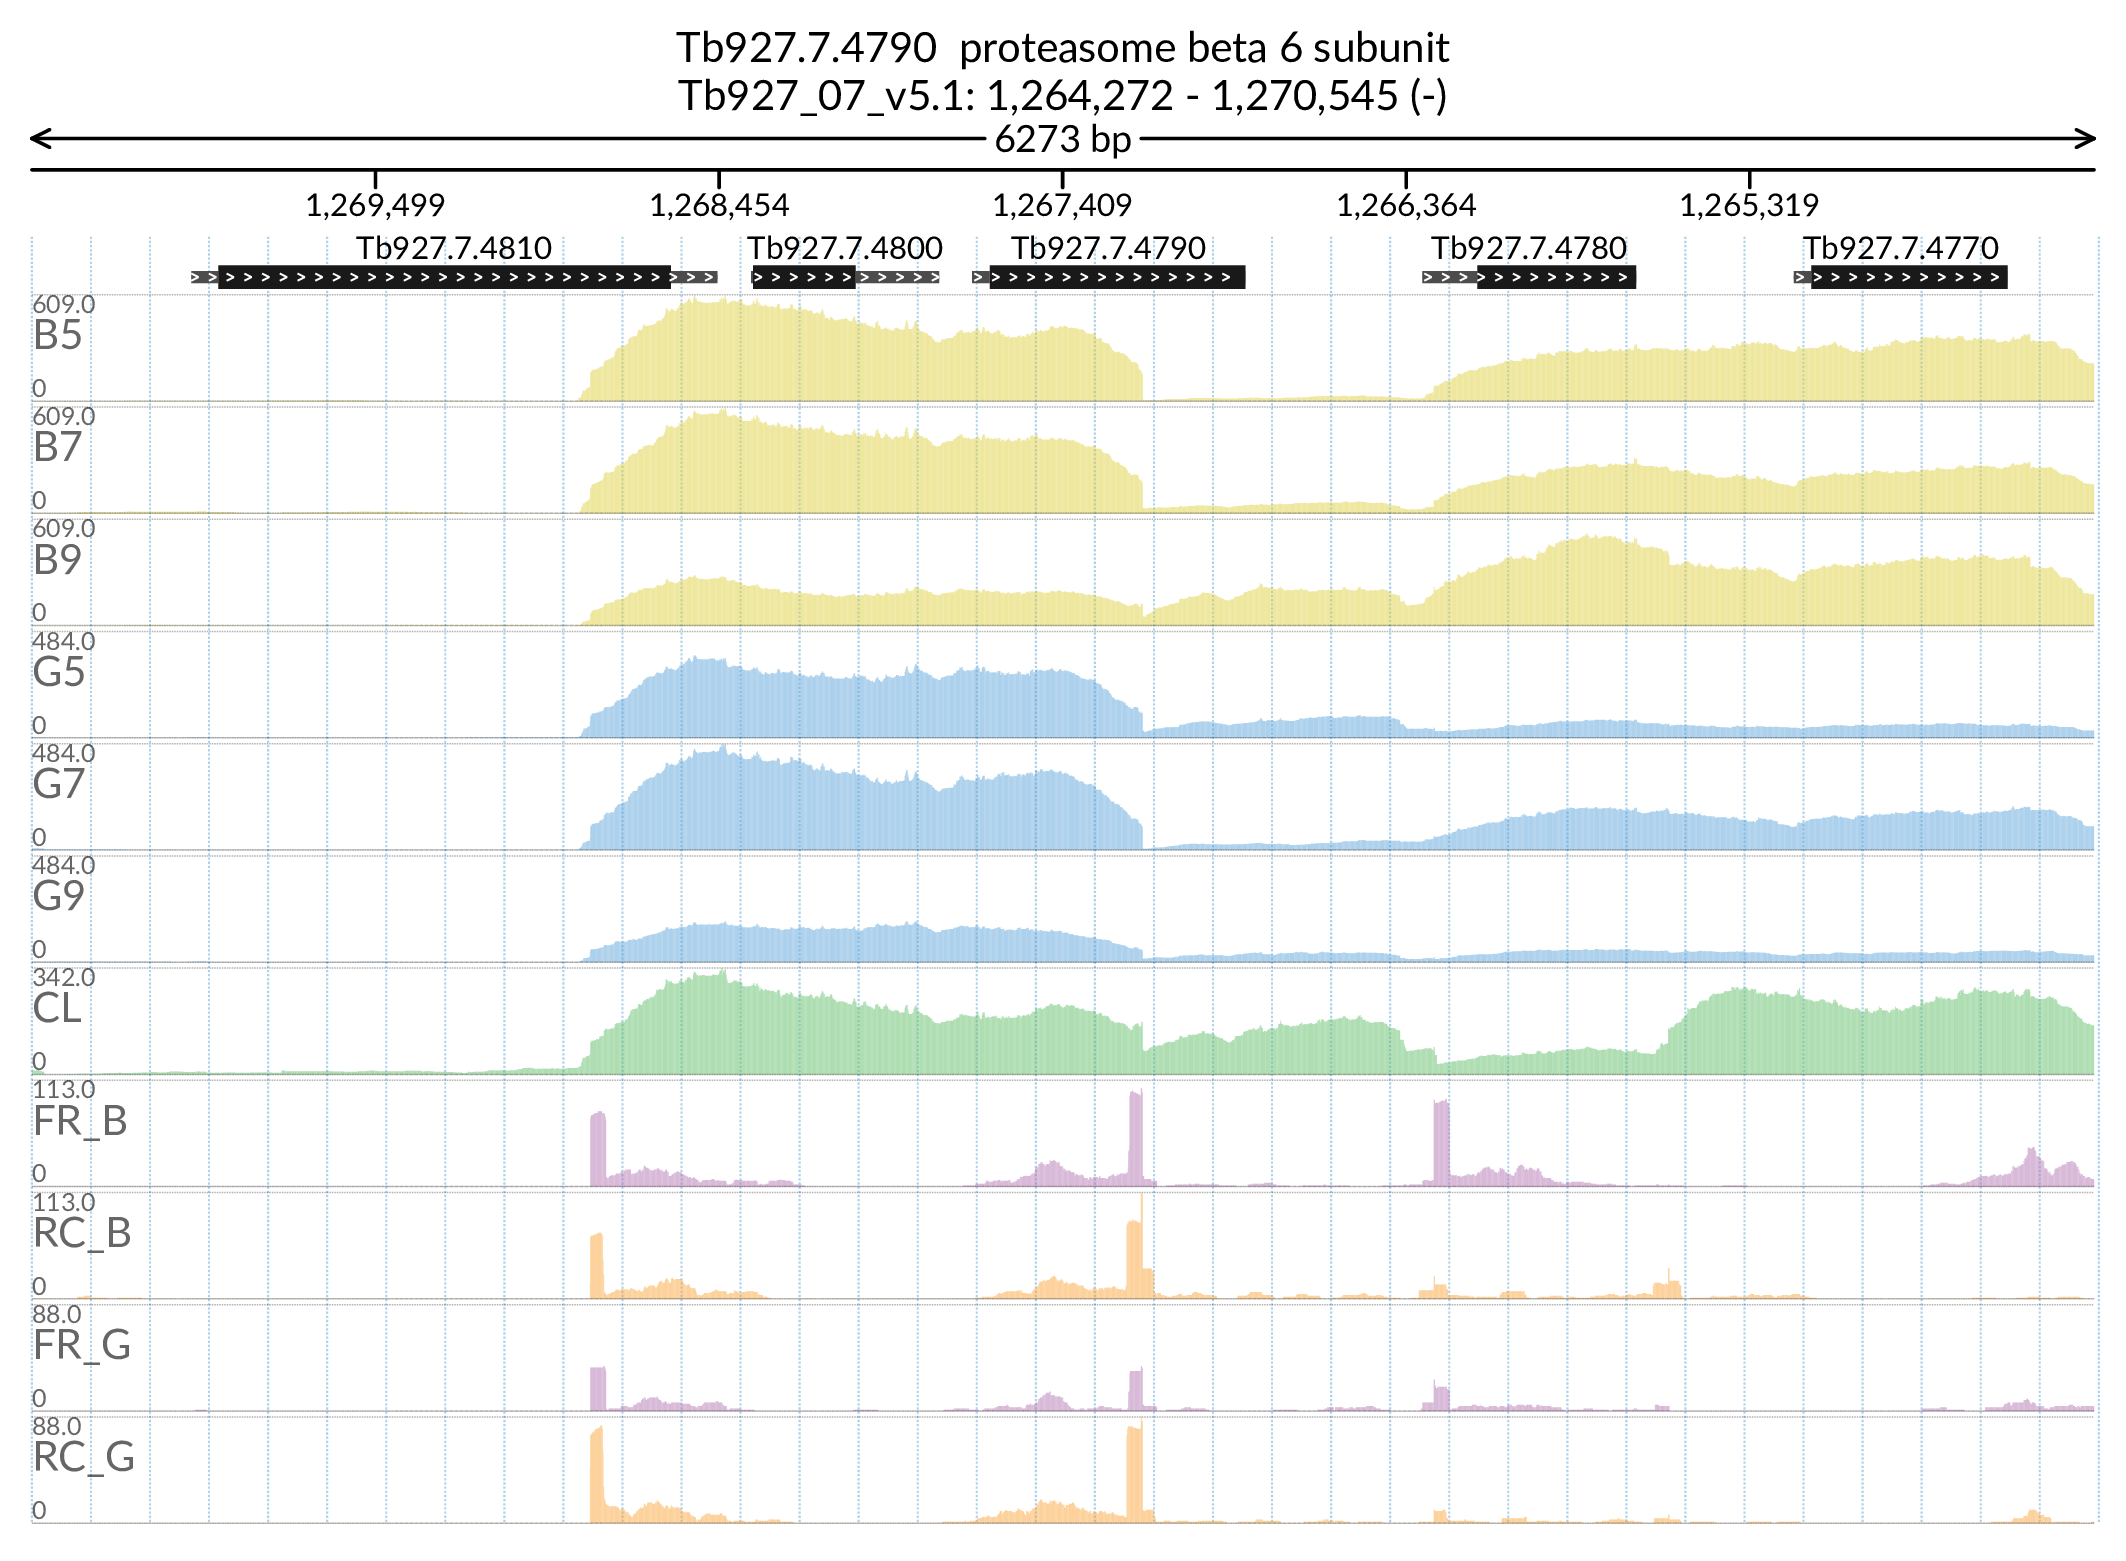 Tb927.7.4790  proteasome beta 6 subunit
Tb927_07_v5.1: 1,264,272 - 1,270,545 (-)
6273 bp
1,269,499 1,268,454 1,267,409 1,266,364 1,265,319
Tb927.7.4810 Tb927.7.4800 Tb927.7.4790 Tb927.7.4780 Tb927.7.4770
609.0
B5
0
609.0
B7
0
609.0
B9
0
484.0
G5
0
484.0
G7
0
484.0
G9
0
342.0
CL
0
113.0
FR_B
0
113.0
RC_B
0
88.0
FR_G
0
88.0
RC_G
0